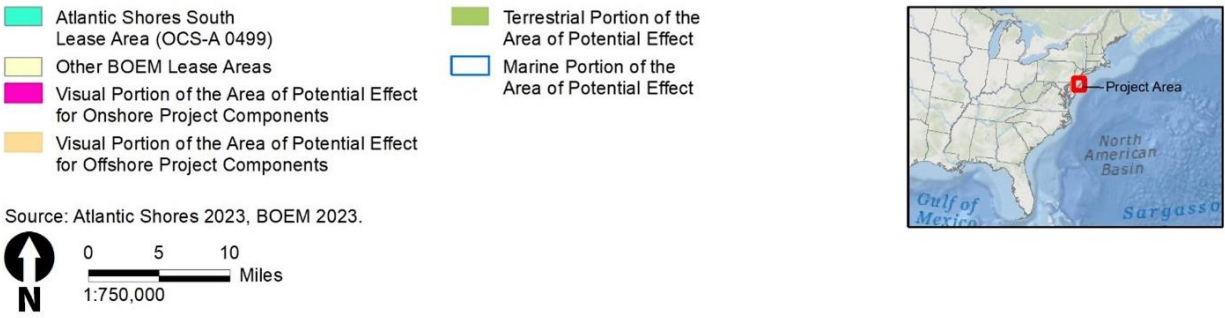 Atlantic Shores South
Lease Area (OCS-A 0499)
Other BOEM Lease Areas
Visual Portion of the Area of Potential Effect
for Onshore Project Components
Visual Portion of the Area of Potential Effect
for Offshore Project Components
Terrestrial Portion of the
Area of Potential Effect
Marine Portion of the
Area of Potential Effect
Source: Atlantic Shores 2023, BOEM 2023.
0 5 10
Miles
1:750,000
N
Project Area
North
American
Basin
Gulf of
Mexico
Sargasso